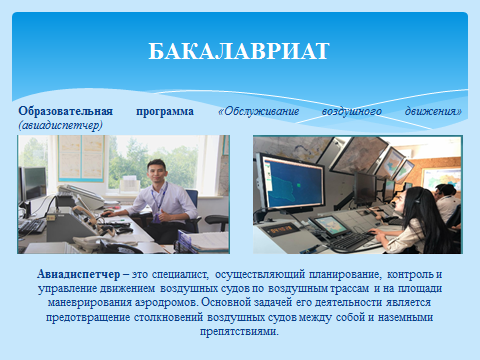 БАКАЛАВРИАТ
Образовательная программа «Обслуживание воздушного движения»
(авиадиспетчер)
Авиадиспетчер – это специалист, осуществляющий планирование, контроль и
управление движением воздушных судов по воздушным трассам и на площади
маневрирования аэродромов. Основной задачей его деятельности является
предотвращение столкновений воздушных судов между собой и наземными
препятствиями.